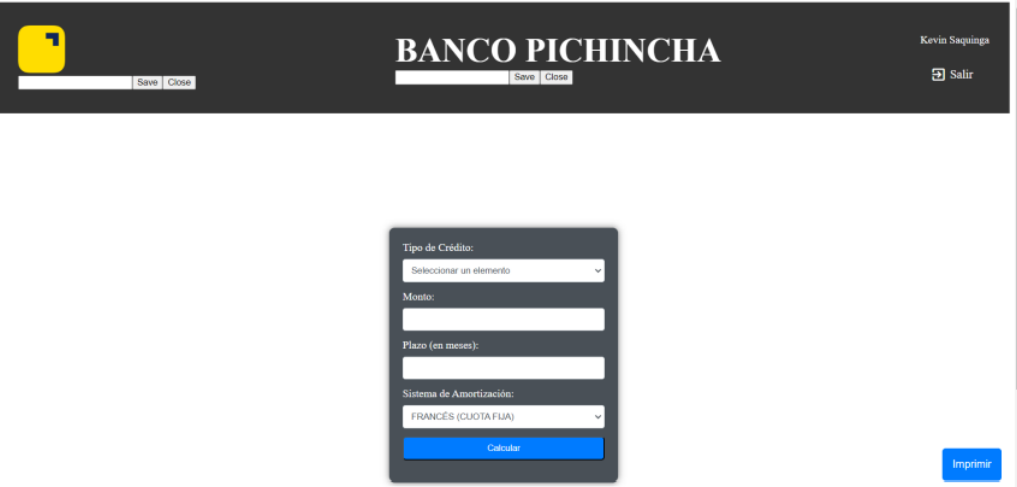 BANCO PICHINCHA
Kevin Saquinga
Save Close
Save Close
Salir
Tipo de Crédito:
Seleccionar un elemento
Monto:
Plazo (en meses):
Sistema de Amortización:
FRANCÉS (CUOTA FIJA)
Calcular
Imprimir